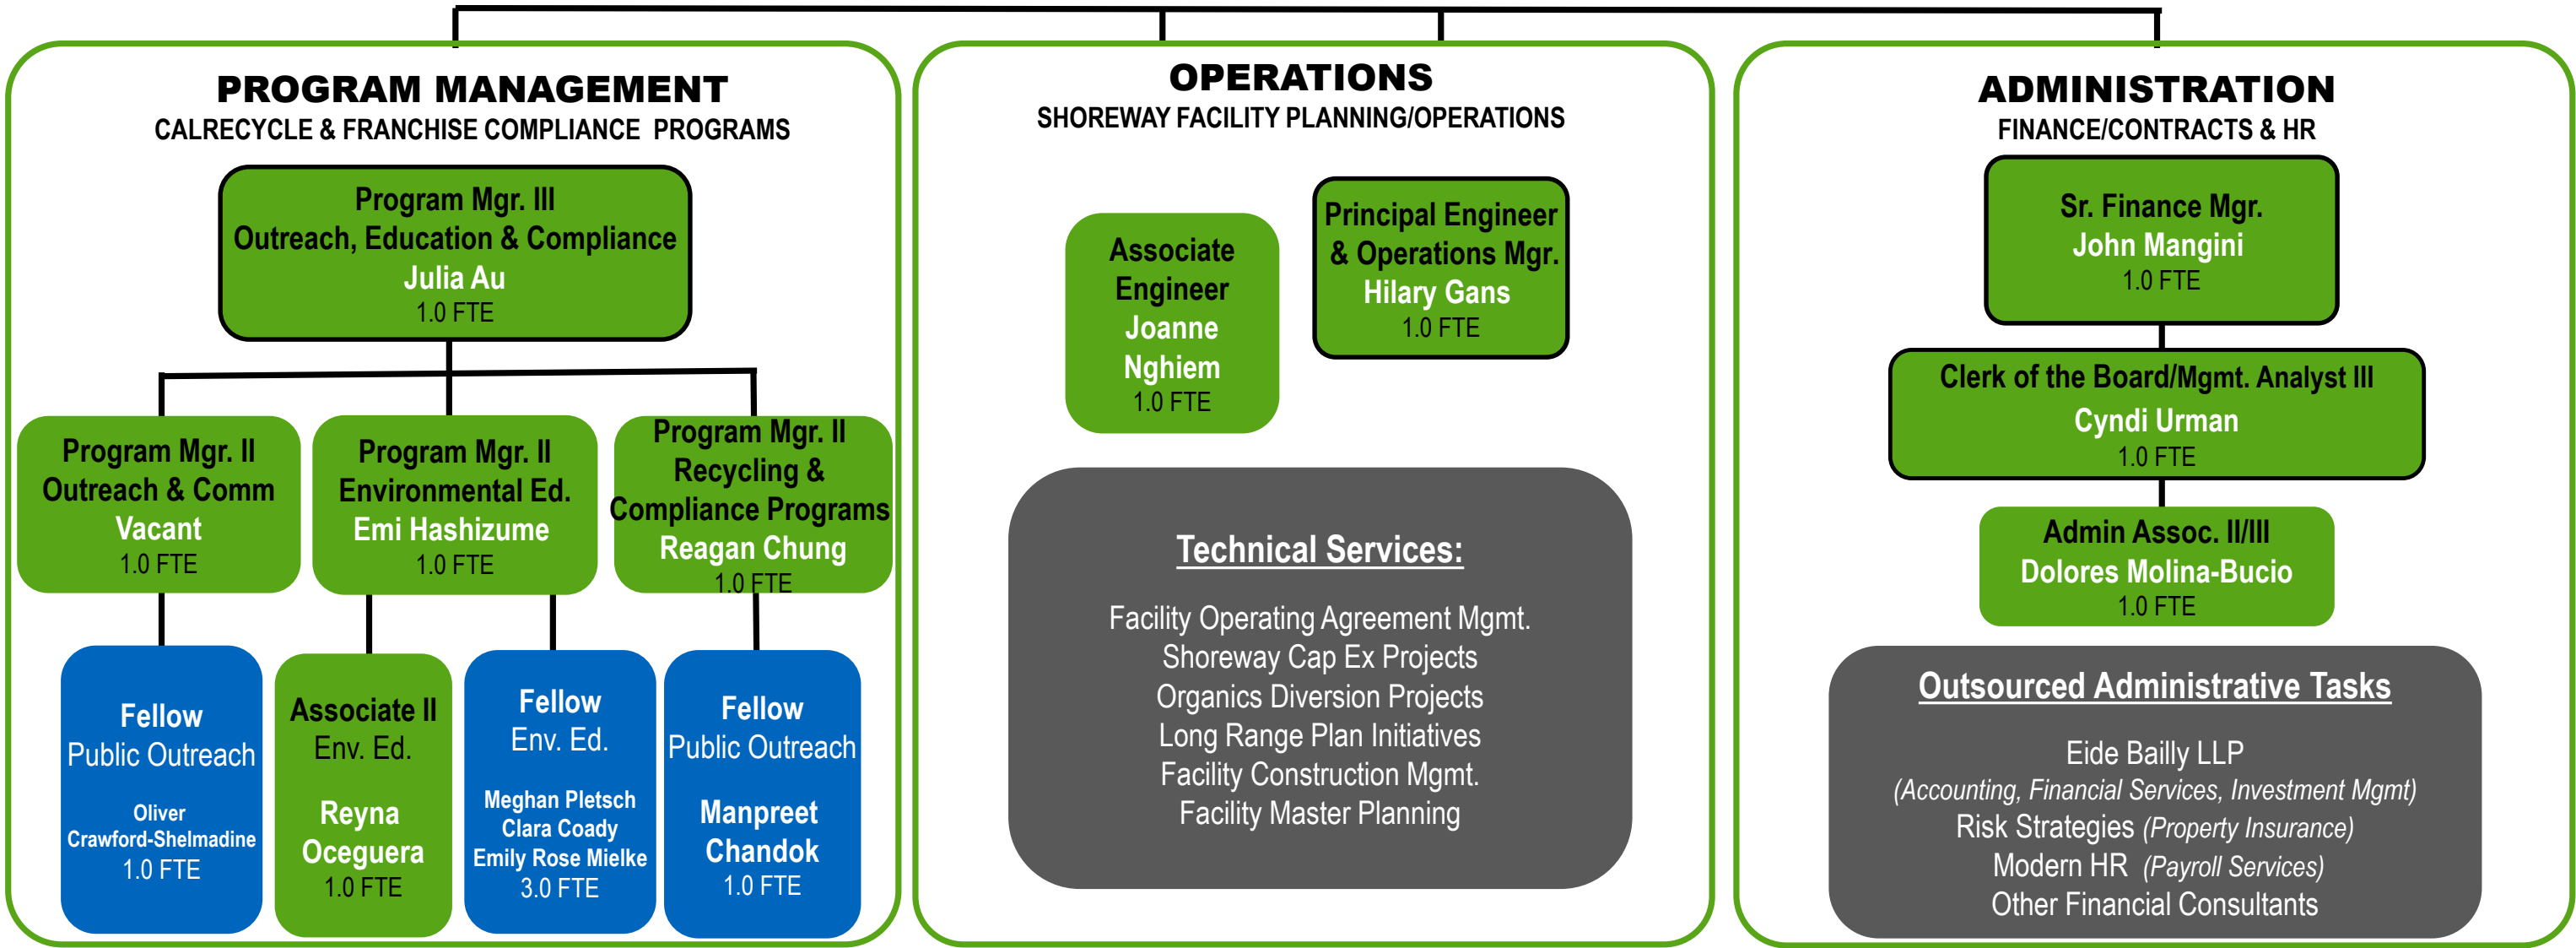 PROGRAM MANAGEMENT
CALRECYCLE & FRANCHISE COMPLIANCE PROGRAMS
Program Mgr. III
Outreach, Education & Compliance
Julia Au
1.0 FTE
Program Mgr. II
Outreach & Comm
Vacant
1.0 FTE
Program Mgr. II
Environmental Ed.
Emi Hashizume
1.0 FTE
Program Mgr. II
Recycling &
Compliance Programs
Reagan Chung
1.0 FTE
Fellow
Public Outreach
Oliver
Crawford-Shelmadine
1.0 FTE
Associate II
Env. Ed.
Reyna
Oceguera
1.0 FTE
Fellow
Env. Ed.
Meghan Pletsch
Clara Coady
Emily Rose Mielke
3.0 FTE
Fellow
Public Outreach
Manpreet
Chandok
1.0 FTE
OPERATIONS
SHOREWAY FACILITY PLANNING/OPERATIONS
Associate
Engineer
Joanne
Nghiem
1.0 FTE
Principal Engineer
& Operations Mgr.
Hilary Gans
1.0 FTE
Technical Services:
Facility Operating Agreement Mgmt.
Shoreway Cap Ex Projects
Organics Diversion Projects
Long Range Plan Initiatives
Facility Construction Mgmt.
Facility Master Planning
ADMINISTRATION
FINANCE/CONTRACTS & HR
Sr. Finance Mgr.
John Mangini
1.0 FTE
Clerk of the Board/Mgmt. Analyst III
Cyndi Urman
1.0 FTE
Admin Assoc. II/III
Dolores Molina-Bucio
1.0 FTE
Outsourced Administrative Tasks
Eide Bailly LLP
(Accounting, Financial Services, Investment Mgmt)
Risk Strategies (Property Insurance)
Modern HR (Payroll Services)
Other Financial Consultants